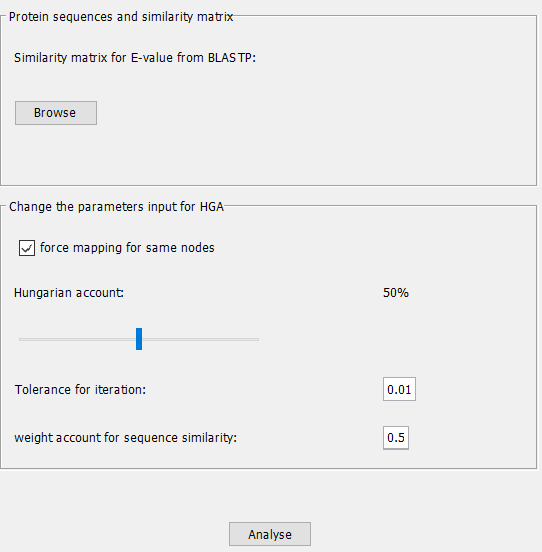 Protein sequences and similarity matrix
Similarity matrix for E-value from BLASTP:
Browse
Change the parameters input for HGA
force mapping for same nodes
Hungarian account: 50%
Tolerance for iteration: 0.01
weight account for sequence similarity: 0.5
Analyse